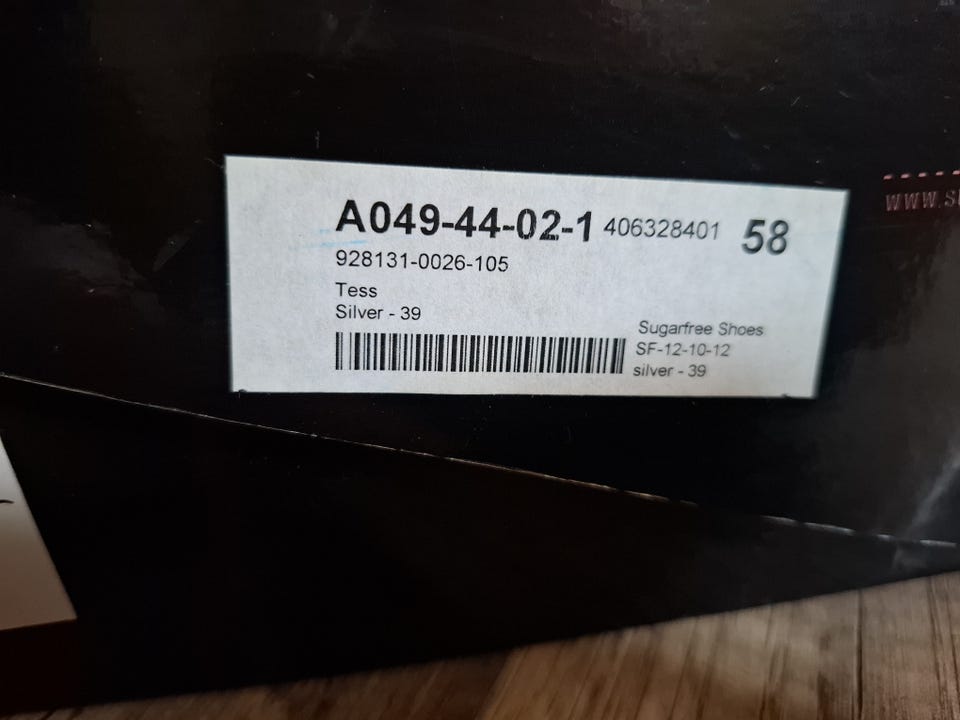 A049-44-02-1 406328401 58
928131-0026-105
Tess
Silver - 39
Sugarfree Shoes
SF-12-10-12
silver - 39